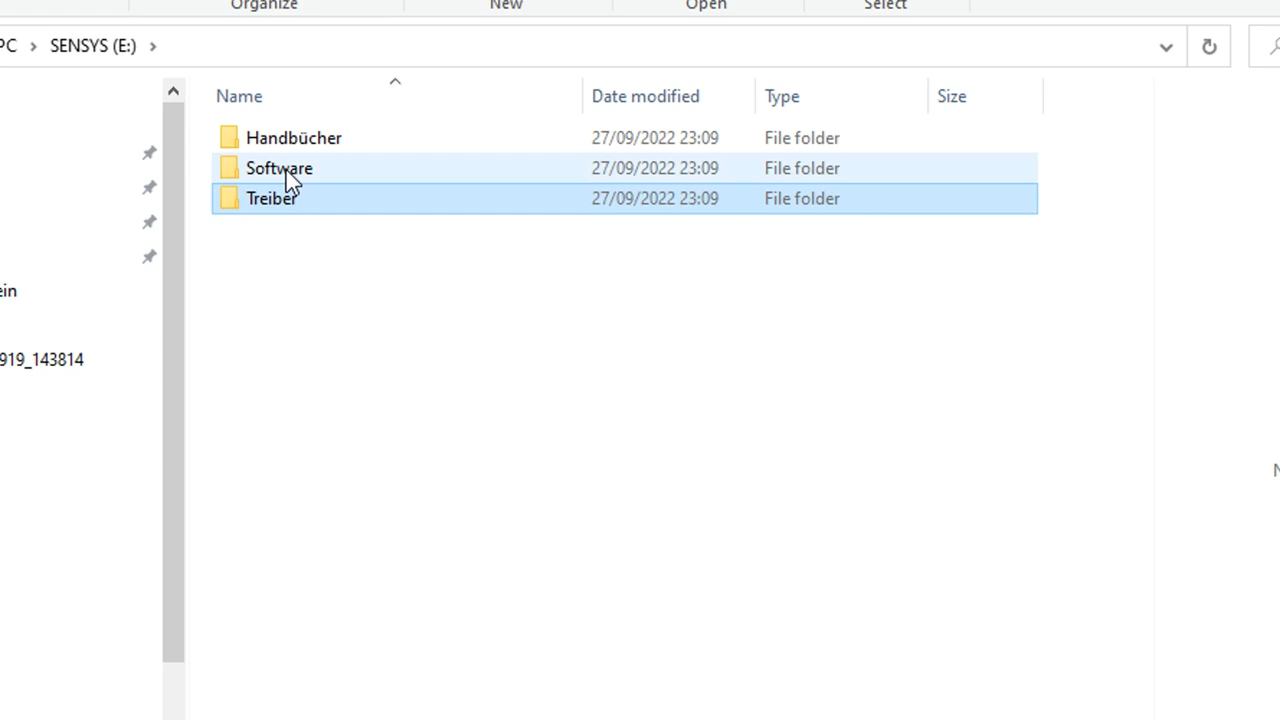 Organize New Open Select
PC > SENSYS (E:) >
Name Date modified Type Size
Handbücher 27/09/2022 23:09 File folder
Software 27/09/2022 23:09 File folder
Treiber 27/09/2022 23:09 File folder
ein
919_143814
N